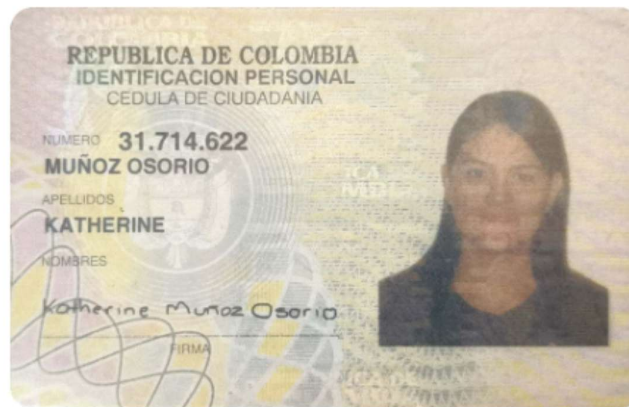 REPUBLICA DE COLOMBIA
IDENTIFICACION PERSONAL
CEDULA DE CIUDADANIA
NUMERO 31.714.622
MUÑOZ OSORIO
APELLIDOS
KATHERINE
NOMBRES
Katherine Muñoz Osorio
FIRMA